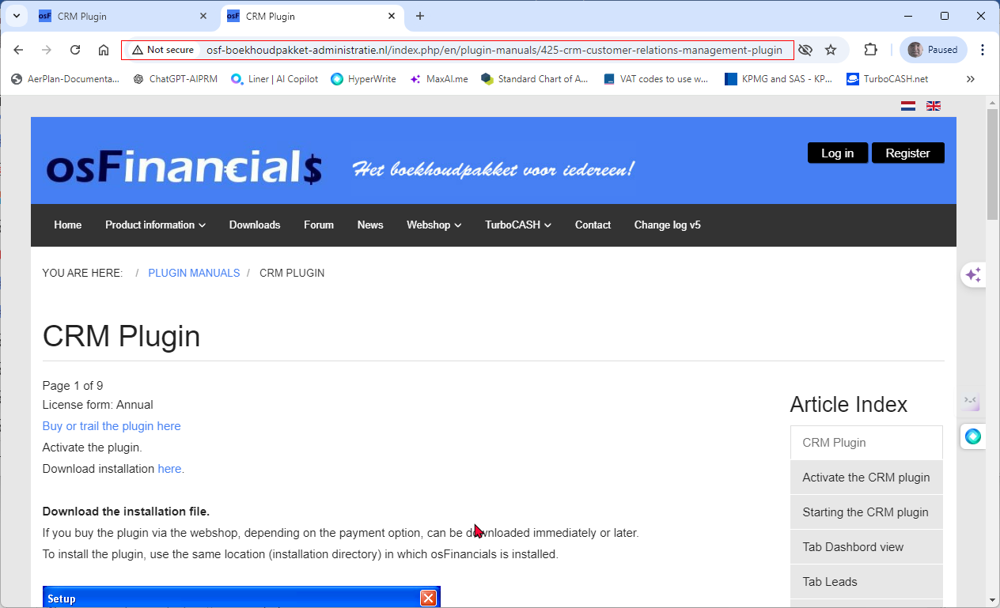 osF CRM Plugin
osF CRM Plugin
Not secure osf-boekhoudpakket-administratie.nl/index.php/en/plugin-manuals/425-crm-customer-relations-management-plugin
Paused
AerPlan-Documenta... ChatGPT-AIPRM Liner | AI Copilot HyperWrite MaxAI.me Standard Chart of A... VAT codes to use w... KPMG and SAS - KP... TurboCASH.net
osFinan€ial$ Het boekhoudpakket voor iedereen! Log in Register
Home Product information Downloads Forum News Webshop TurboCASH Contact Change log v5
YOU ARE HERE: / PLUGIN MANUALS / CRM PLUGIN
CRM Plugin
Page 1 of 9
License form: Annual
Buy or trail the plugin here
Activate the plugin.
Download installation here.
Download the installation file.
If you buy the plugin via the webshop, depending on the payment option, can be downloaded immediately or later.
To install the plugin, use the same location (installation directory) in which osFinancials is installed.
Setup
Article Index
CRM Plugin
Activate the CRM plugin
Starting the CRM plugin
Tab Dashbord view
Tab Leads